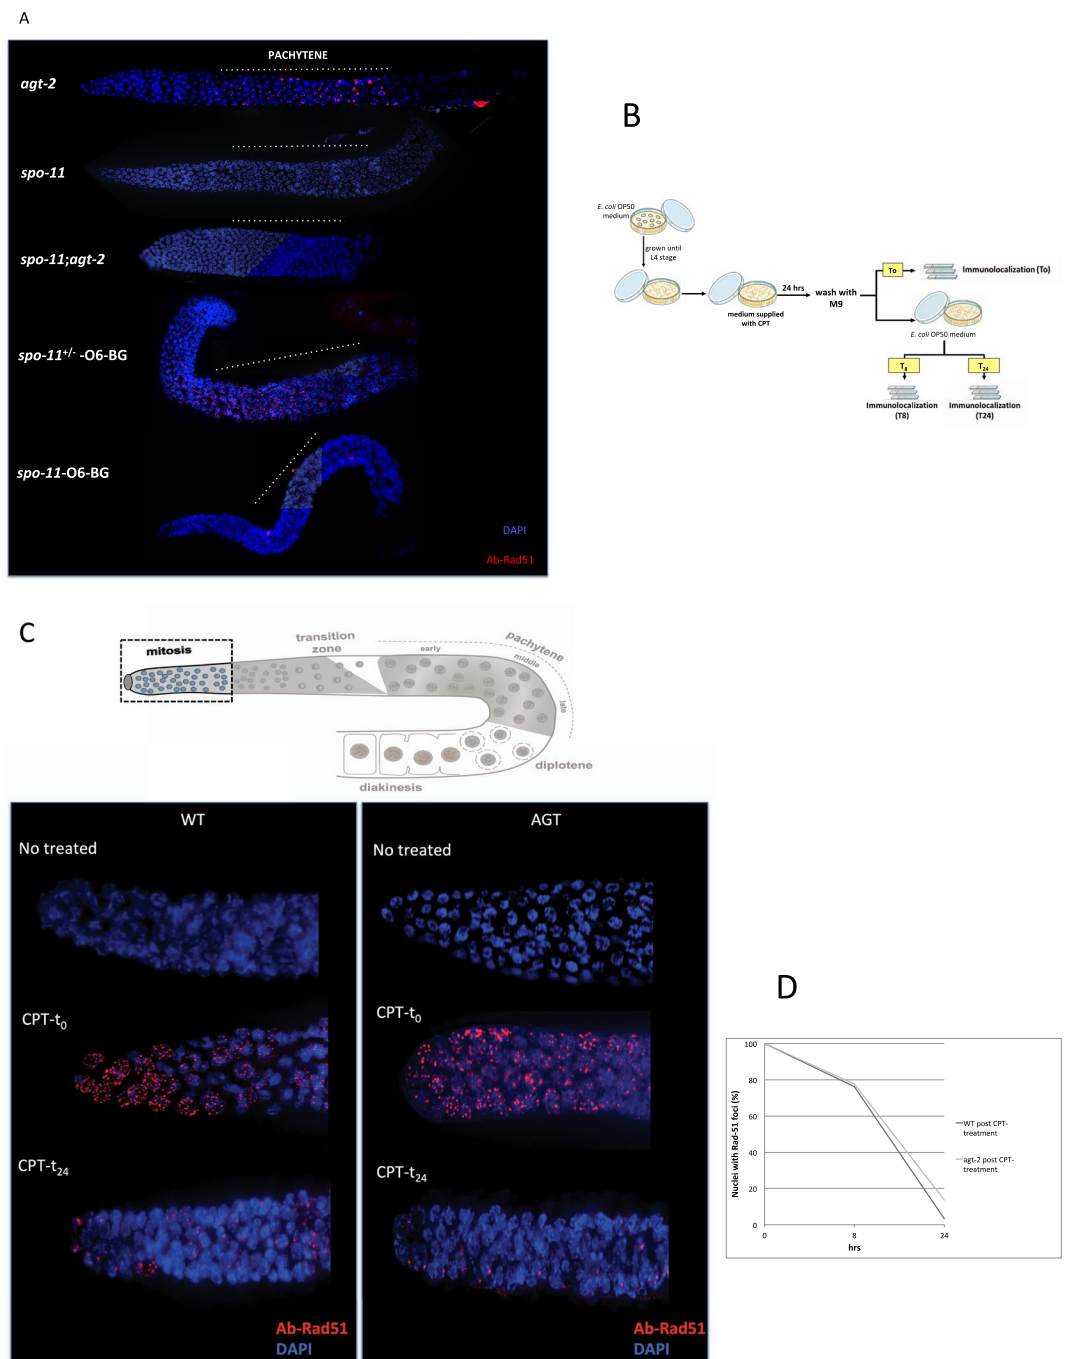 A
PACHYTENE
agt-2
spo-11
spo-11;agt-2
spo-11+/- -O6-BG
spo-11-O6-BG
DAPI
Ab-Rad51
B
E. coli OP50
medium
grown until
L4 stage
medium supplied
with CPT
24 hrs
wash with
M9
To
Immunolocalization (To)
E. coli OP50 medium
T8
T24
Immunolocalization
(T8)
Immunolocalization
(T24)
C
mitosis
transition
zone
early
pachytene
middle
late
diplotene
diakinesis
WT
No treated
CPT-t0
CPT-t24
Ab-Rad51
DAPI
AGT
No treated
CPT-t0
CPT-t24
Ab-Rad51
DAPI
D
Nuclei with Rad-51 foci (%)
100
80
60
40
20
0
0
8
24
hrs
WT post CPT-
treatment
agt-2 post CPT-
treatment